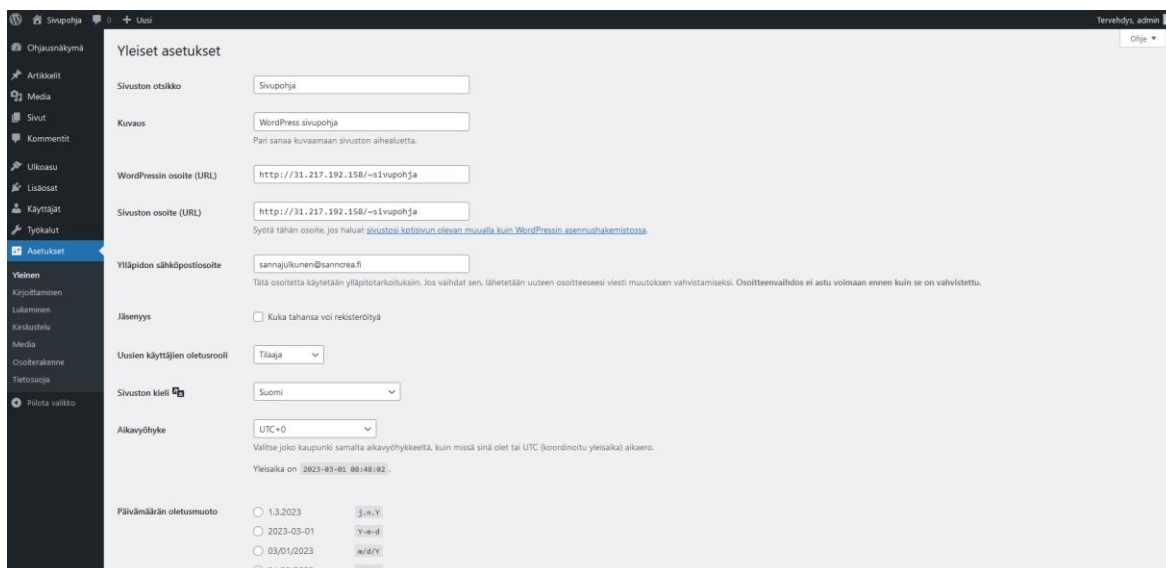 Sivupohja 0 + Uusi
Tervehdys, admin
Ohje
Ohjausnäkymä
Artikkelit
Media
Sivut
Kommentit
Ulkoasu
Lisäosat
Käyttäjät
Työkalut
Asetukset
Yleinen
Kirjoittaminen
Lukeminen
Keskustelu
Media
Osoiterakenne
Tietosuoja
Piilota valikko
Yleiset asetukset
Sivuston otsikko
Sivupohja
Kuvaus
WordPress sivupohja
Pari sanaa kuvaamaan sivuston aihealuetta.
WordPressin osoite (URL)
http://31.217.192.158/~sivupohja
Sivuston osoite (URL)
http://31.217.192.158/~sivupohja
Syötä tähän osoite, jos haluat sivustosi kotisivun olevan muualla kuin WordPressin asennushakemistossa.
Ylläpidon sähköpostiosoite
sannajulkunen@sanncrea.fi
Tätä osoitetta käytetään ylläpitotarkoituksiin. Jos vaihdat sen, lähetetään uuteen osoitteeseesi viesti muutoksen vahvistamiseksi. Osoitteenvaihdos ei astu voimaan ennen kuin se on vahvistettu.
Jäsenyys
Kuka tahansa voi rekisteröityä
Uusien käyttäjien oletusrooli
Tilaaja
Sivuston kieli
Suomi
Aikavyöhyke
UTC+0
Valitse joko kaupunki samalta aikavyöhykkeeltä, kuin missä sinä olet tai UTC (koordinoitu yleisaika) aikaero.
Yleisaika on 2023-03-01 08:48:02 .
Päivämäärän oletusmuoto
1.3.2023 j.n.Y
2023-03-01 Y-m-d
03/01/2023 m/d/Y